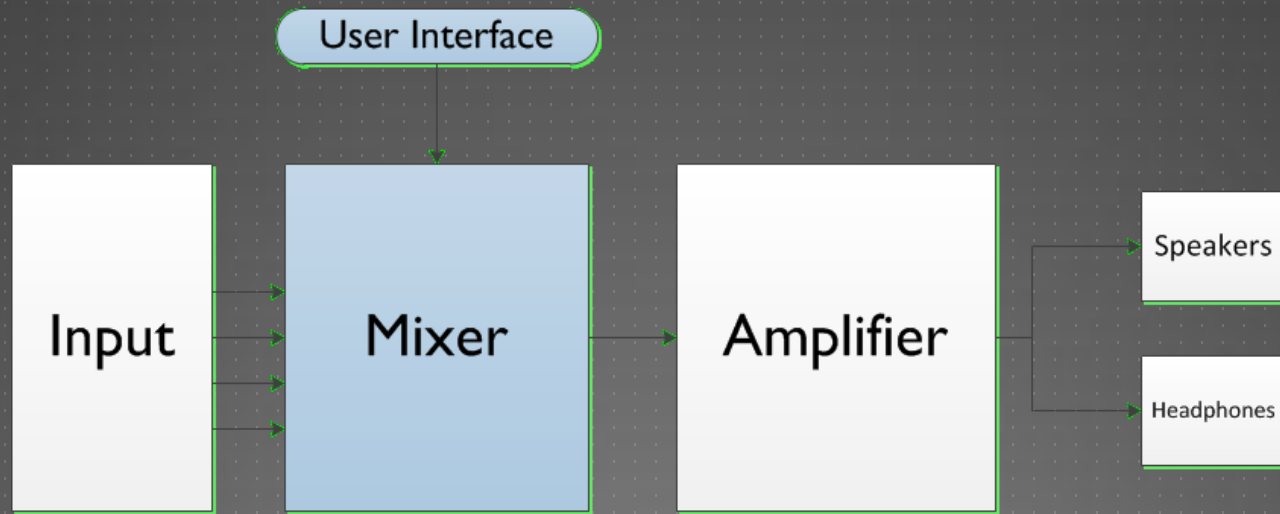 User Interface
Input
Mixer
Amplifier
Speakers
Headphones